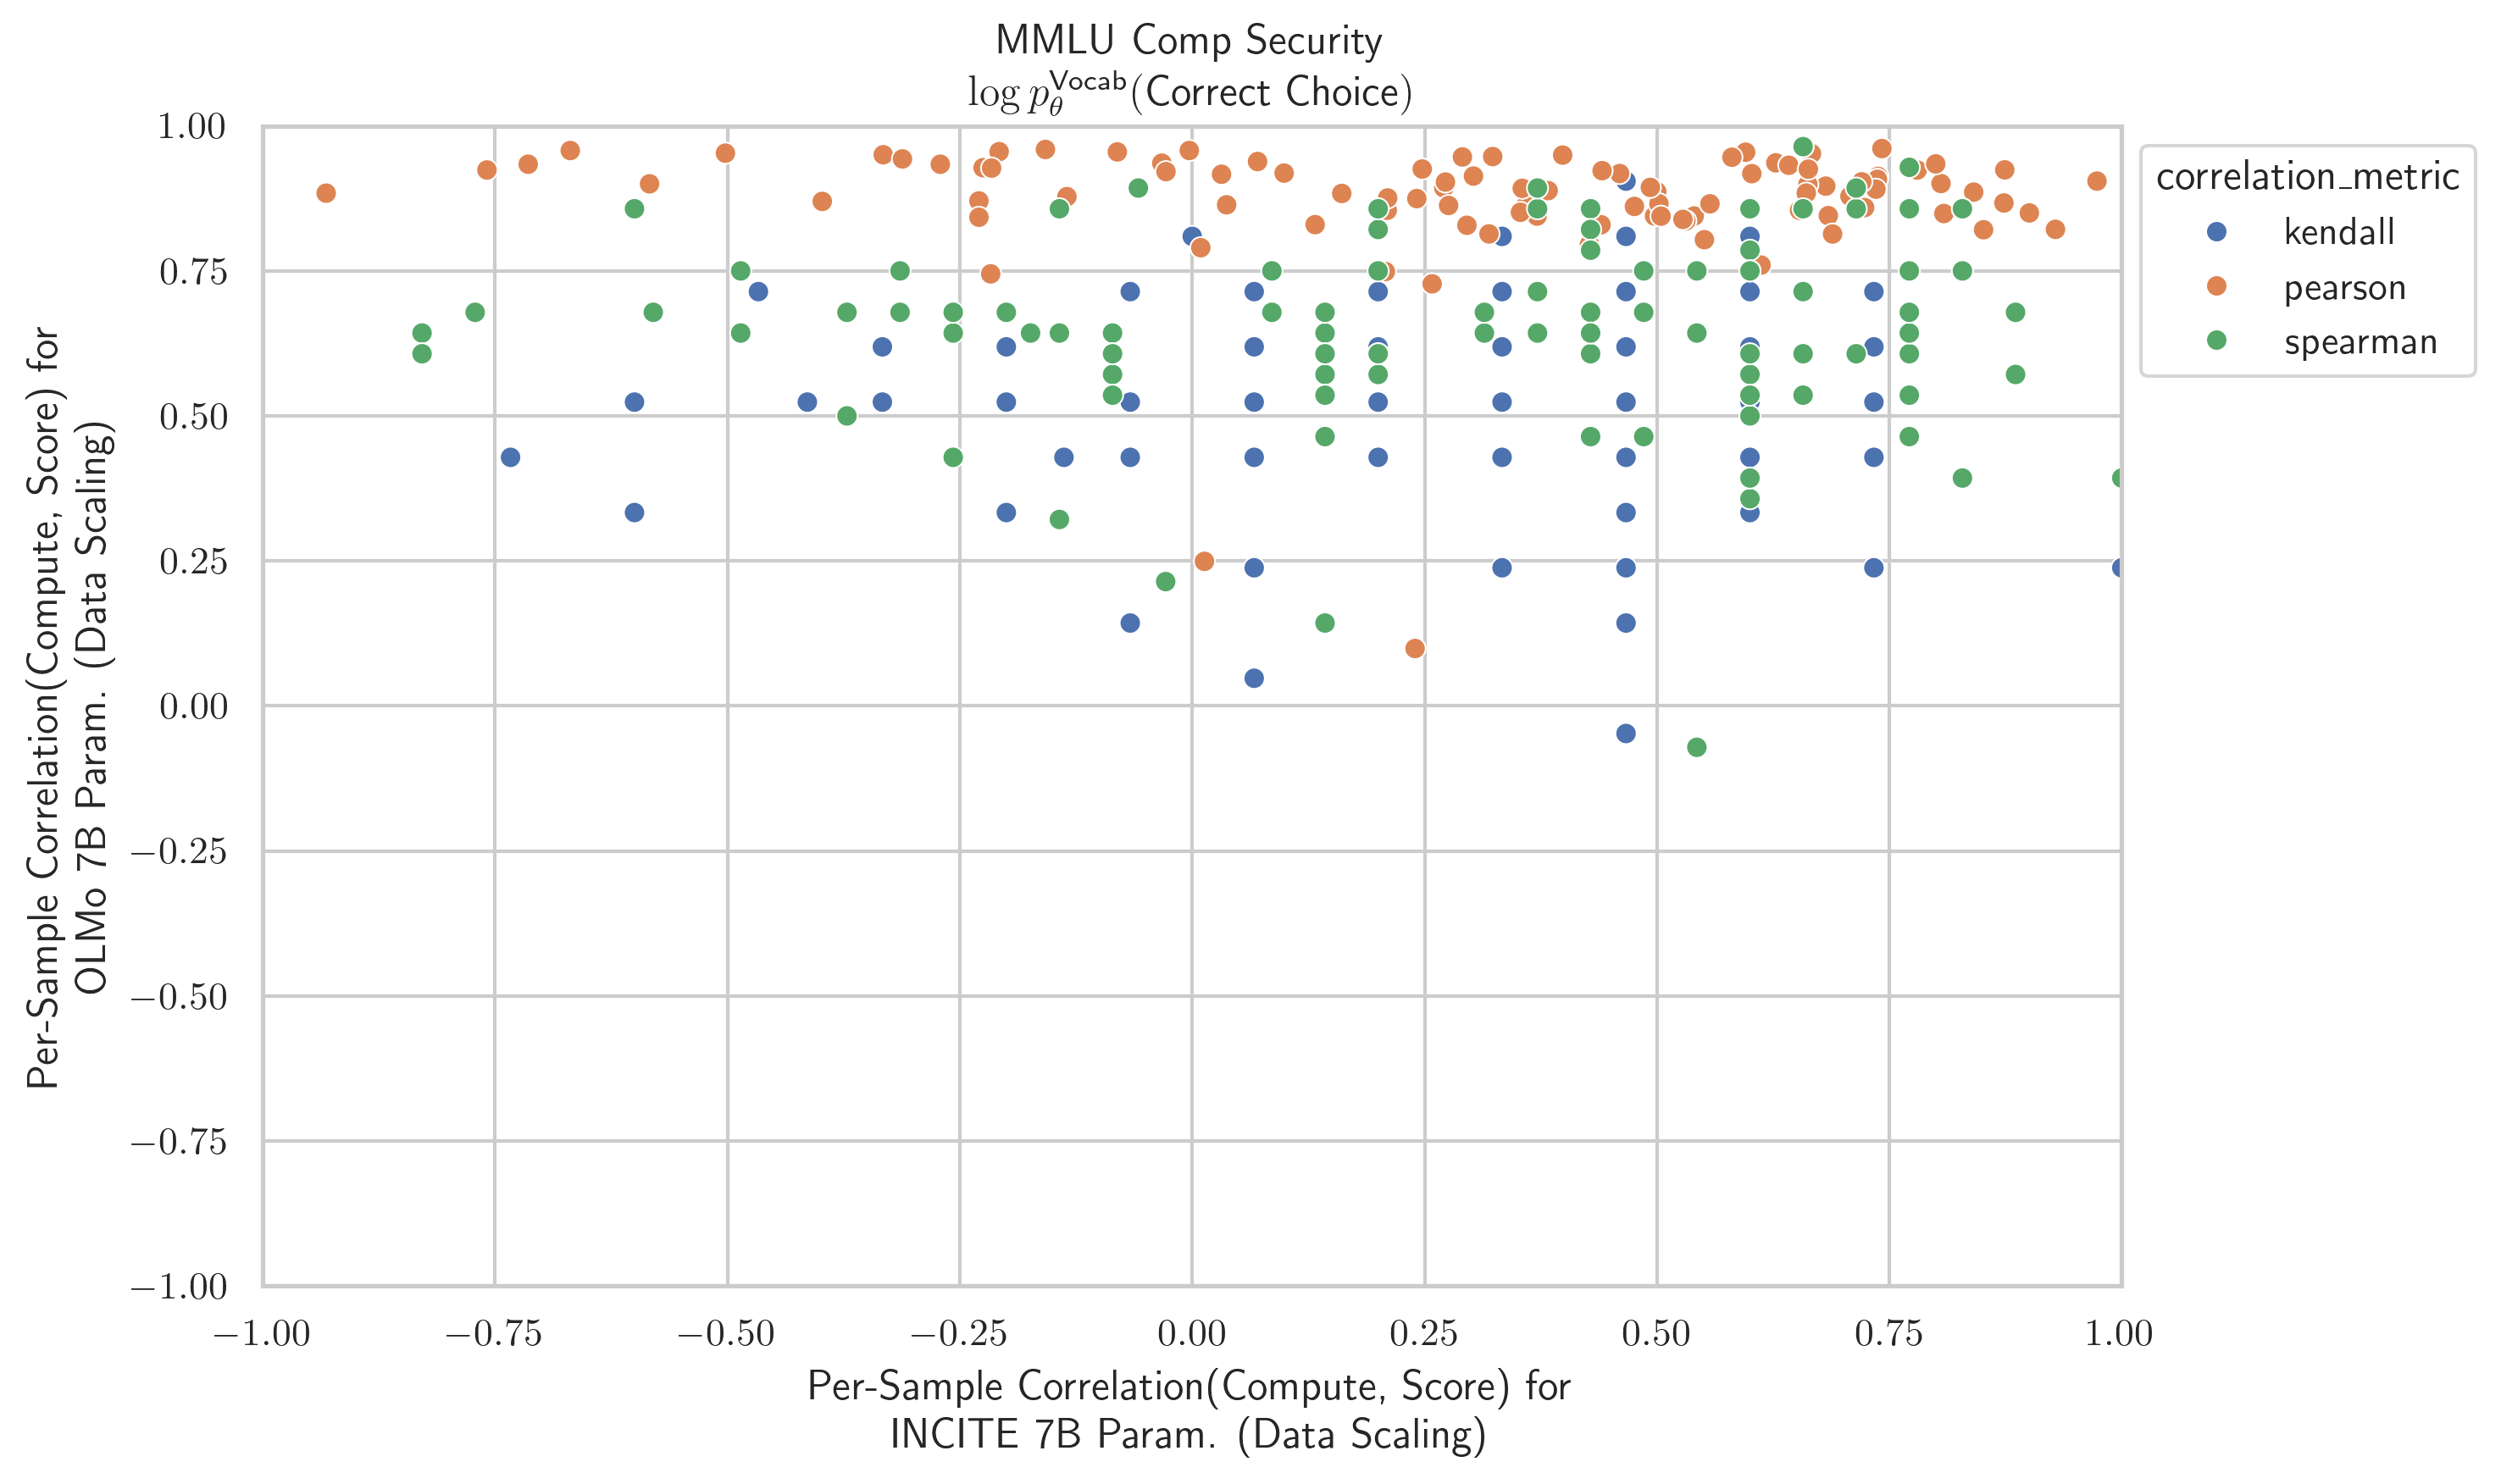 MMLU Comp Security
log p_θ^Vocab(Correct Choice)
Per-Sample Correlation(Compute, Score) for
OLMo 7B Param. (Data Scaling)
1.00
0.75
0.50
0.25
0.00
−0.25
−0.50
−0.75
−1.00
−1.00 −0.75 −0.50 −0.25 0.00 0.25 0.50 0.75 1.00
Per-Sample Correlation(Compute, Score) for
INCITE 7B Param. (Data Scaling)
correlation_metric
kendall
pearson
spearman